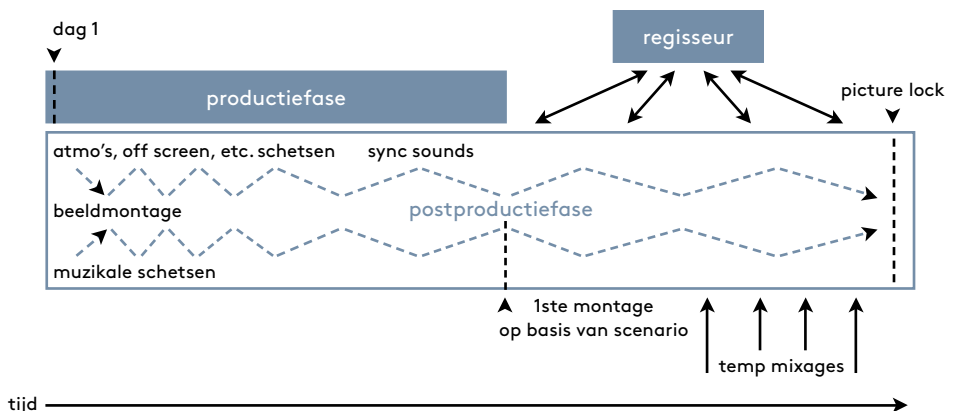 dag 1
regisseur
productiefase
picture lock
atmo's, off screen, etc. schetsen sync sounds
beeldmontage
postproductiefase
muzikale schetsen
1ste montage
op basis van scenario
temp mixages
tijd